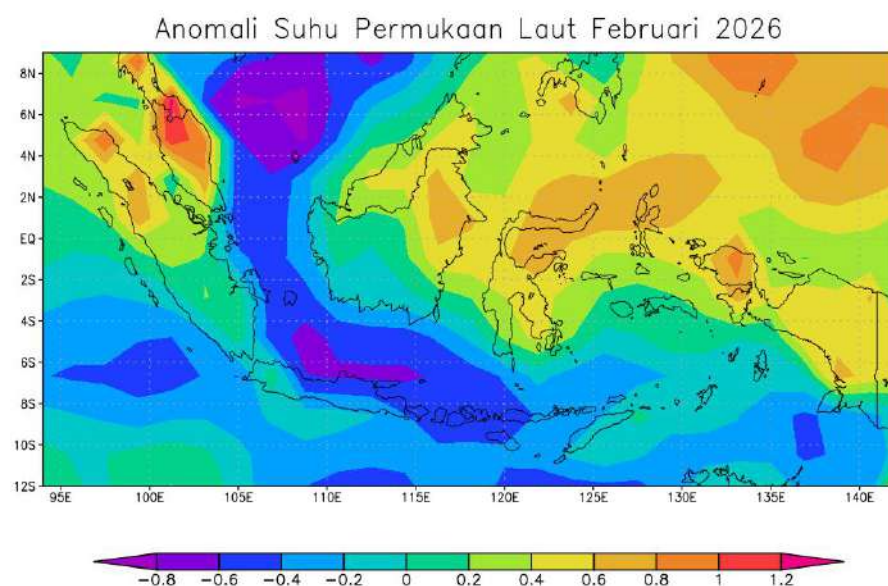 Anomali Suhu Permukaan Laut Februari 2026
8N
6N
4N
2N
EQ
2S
4S
6S
8S
10S
12S
95E 100E 105E 110E 115E 120E 125E 130E 135E 140E
−0.8 −0.6 −0.4 −0.2 0 0.2 0.4 0.6 0.8 1 1.2